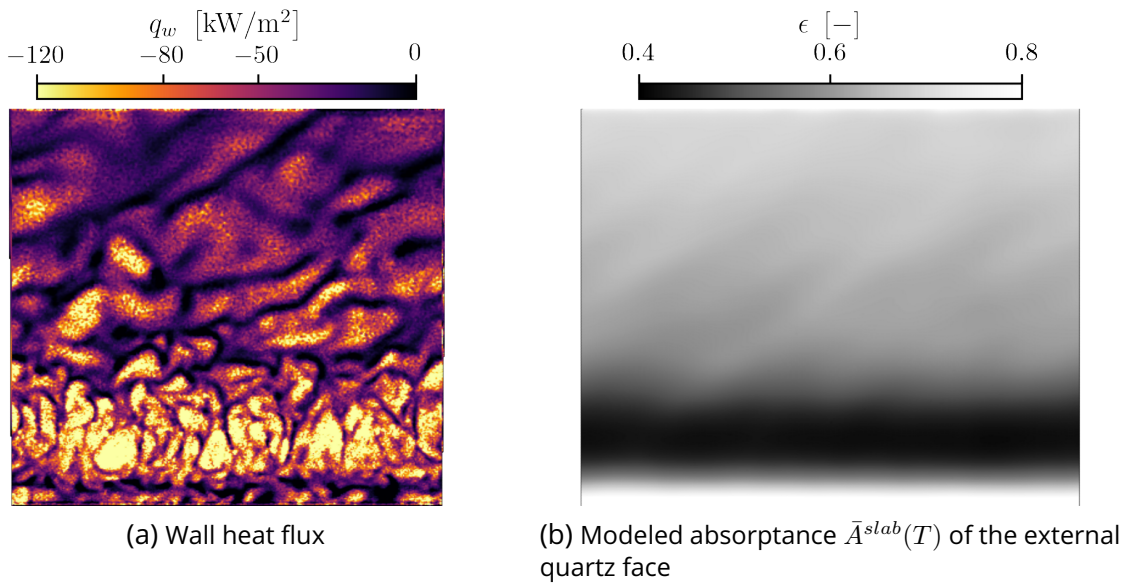 q_w [kW/m²]
−120 −80 −50 0
ϵ [−]
0.4 0.6 0.8
(a) Wall heat flux
(b) Modeled absorptance Ā^{slab}(T) of the external
quartz face